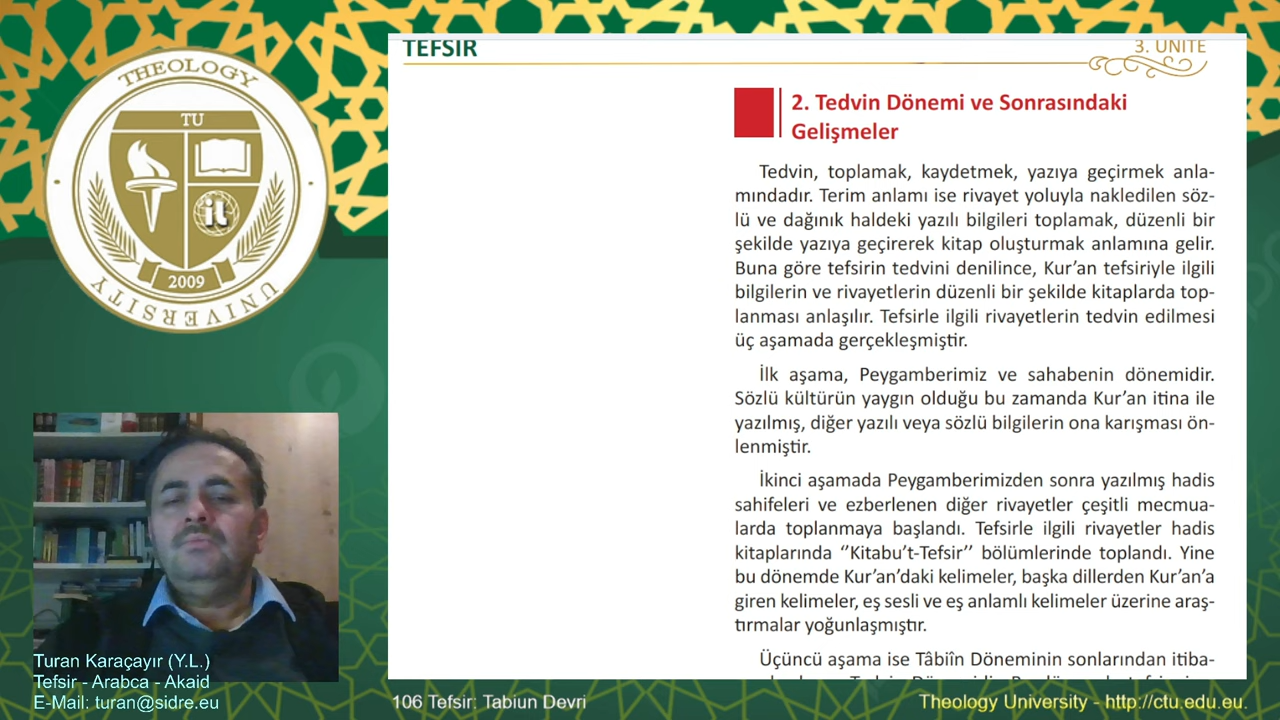 THEOLOGY
TU
2009
UNIVERSITY
TEFSİR
3. ÜNİTE
2. Tedvin Dönemi ve Sonrasındaki
Gelişmeler
Tedvin, toplamak, kaydetmek, yazıya geçirmek anla-
mındadır. Terim anlamı ise rivayet yoluyla nakledilen söz-
lü ve dağınık haldeki yazılı bilgileri toplamak, düzenli bir
şekilde yazıya geçirerek kitap oluşturmak anlamına gelir.
Buna göre tefsirin tedvini denilince, Kur’an tefsiriyle ilgili
bilgilerin ve rivayetlerin düzenli bir şekilde kitaplarda top-
lanması anlaşılır. Tefsirle ilgili rivayetlerin tedvin edilmesi
üç aşamada gerçekleşmiştir.
İlk aşama, Peygamberimiz ve sahabenin dönemidir.
Sözlü kültürün yaygın olduğu bu zamanda Kur’an itina ile
yazılmış, diğer yazılı veya sözlü bilgilerin ona karışması ön-
lenmiştir.
İkinci aşamada Peygamberimizden sonra yazılmış hadis
sahifeleri ve ezberlenen diğer rivayetler çeşitli mecmua-
larda toplanmaya başlandı. Tefsirle ilgili rivayetler hadis
kitaplarında ‘‘Kitabu’t-Tefsir’’ bölümlerinde toplandı. Yine
bu dönemde Kur’an’daki kelimeler, başka dillerden Kur’an’a
giren kelimeler, eş sesli ve eş anlamlı kelimeler üzerine araş-
tırmalar yoğunlaşmıştır.
Üçüncü aşama ise Tâbiîn Döneminin sonlarından itiba-
Turan Karaçayır (Y.L.)
Tefsir - Arabca - Akaid
E-Mail: turan@sidre.eu
106 Tefsir: Tabiun Devri
Theology University - http://ctu.edu.eu.